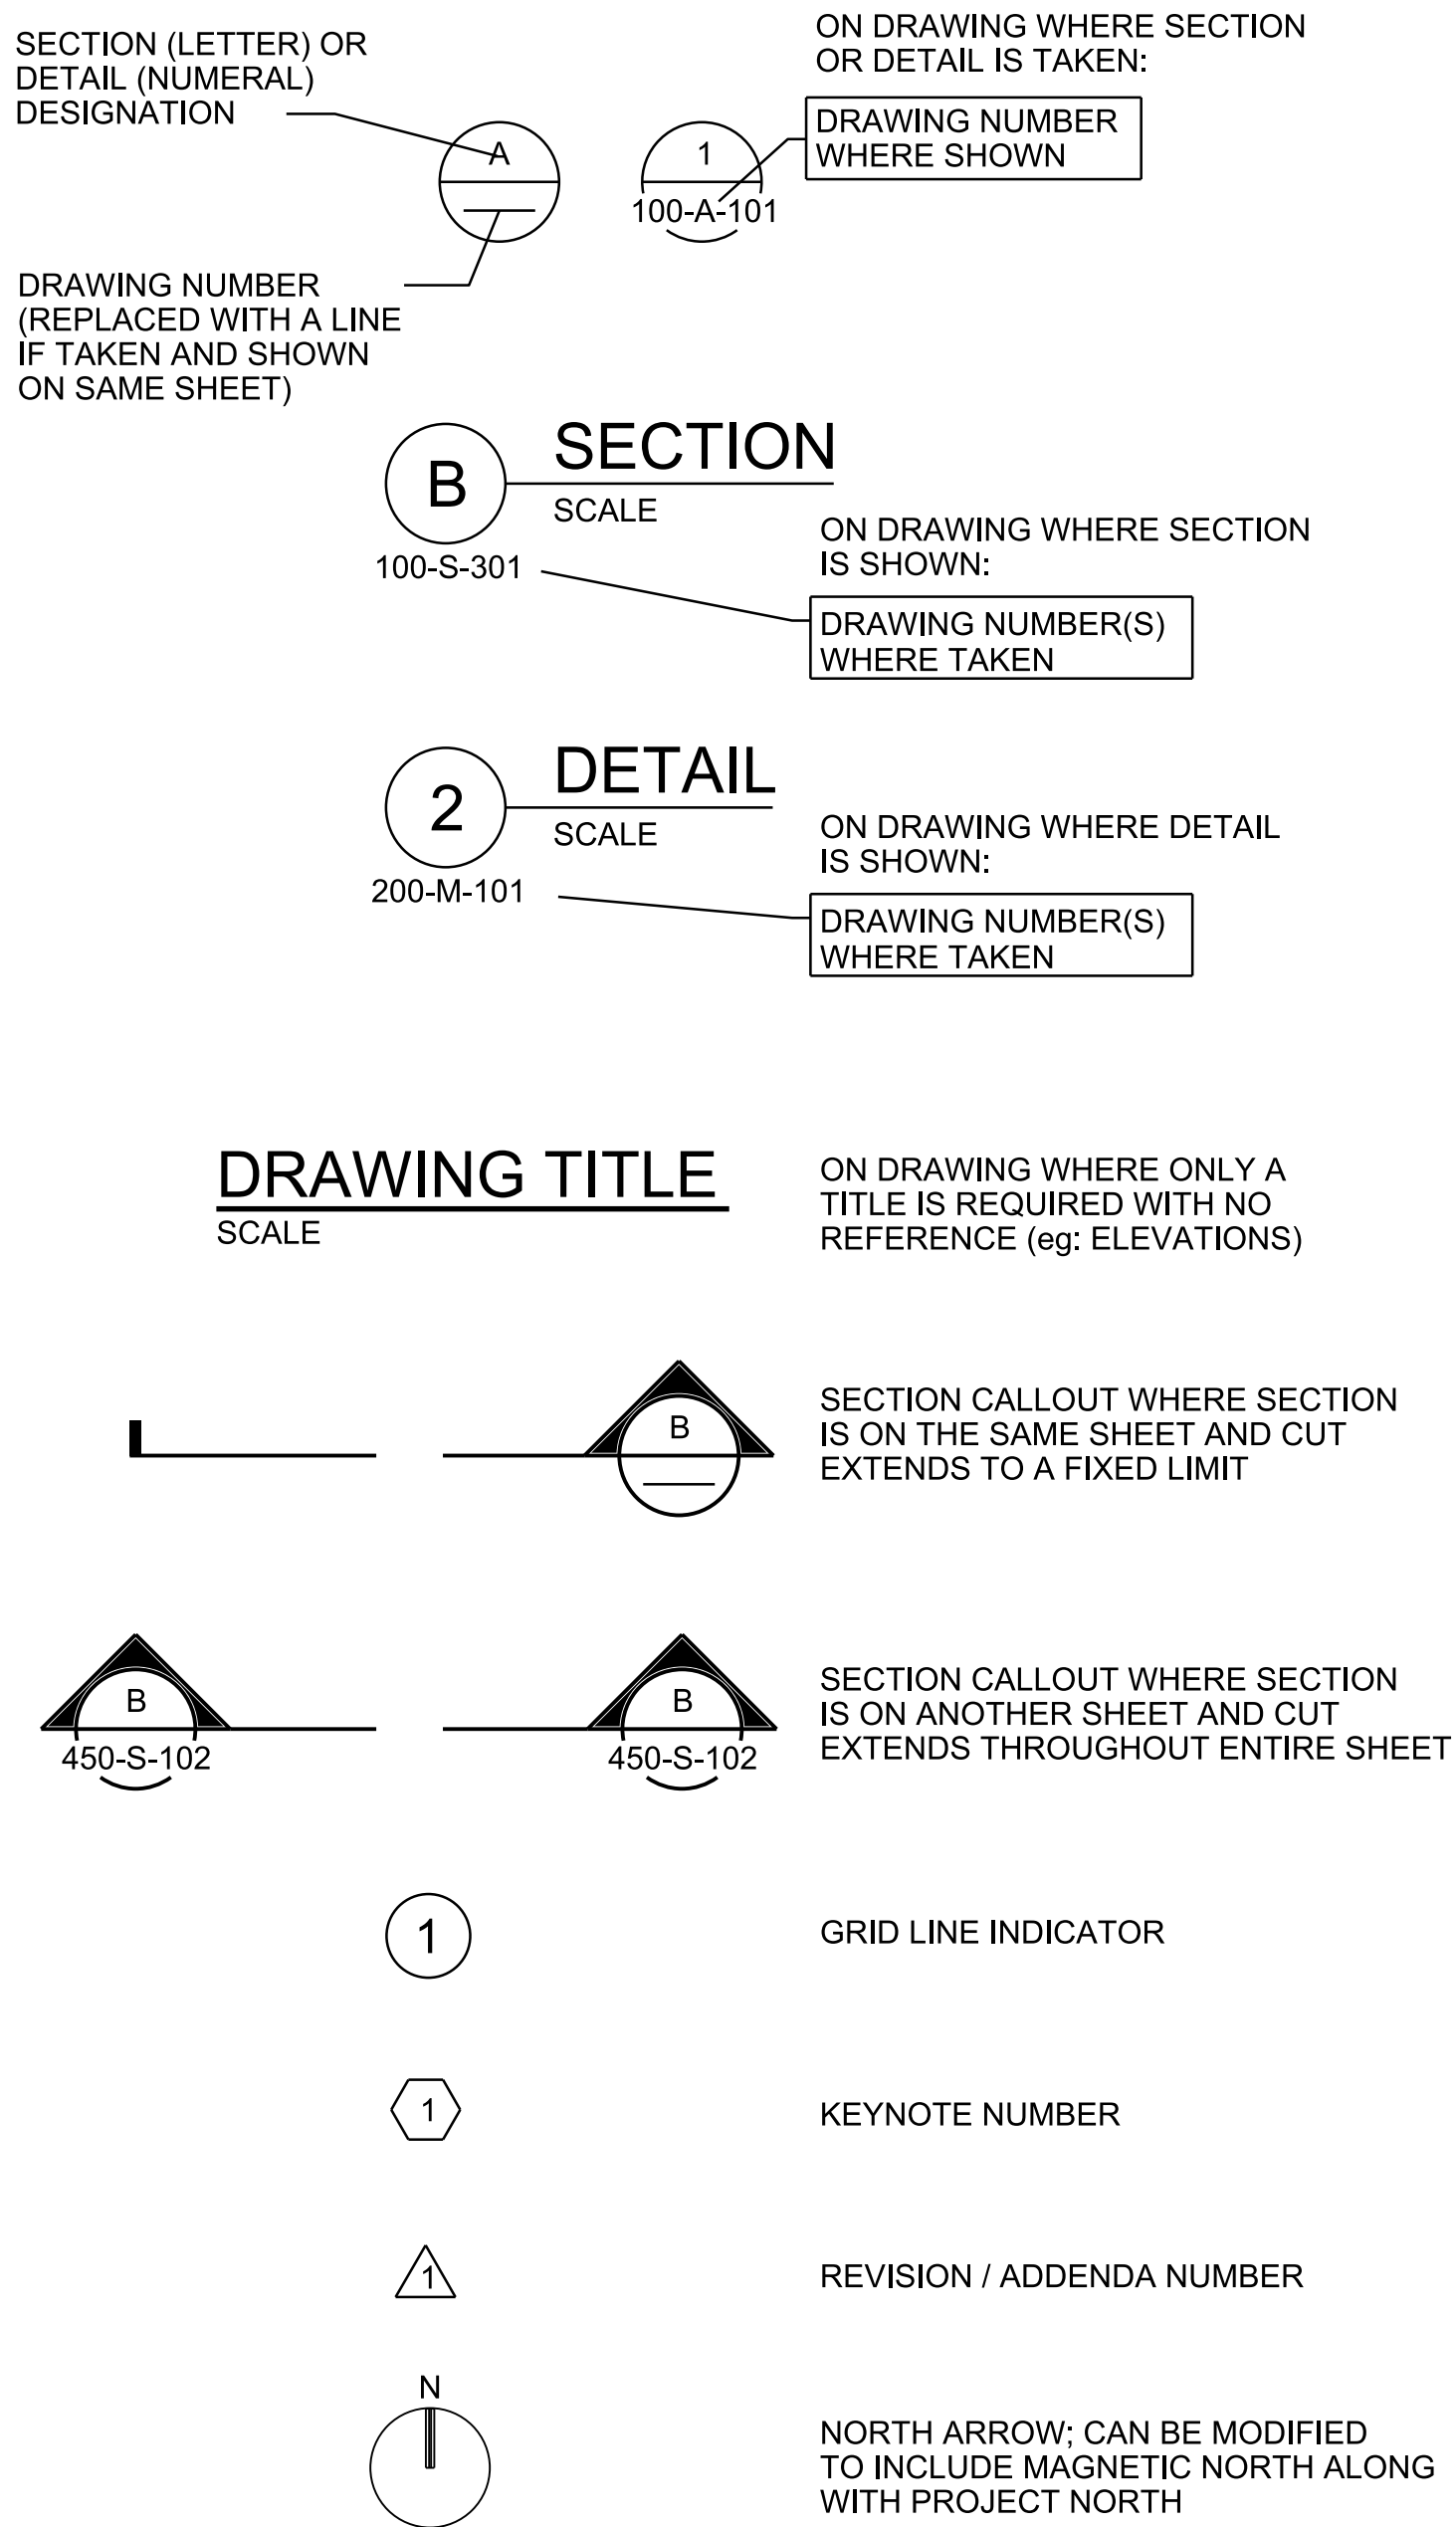 SECTION (LETTER) OR
DETAIL (NUMERAL)
DESIGNATION
A
1
100-A-101
ON DRAWING WHERE SECTION
OR DETAIL IS TAKEN:
DRAWING NUMBER
WHERE SHOWN
DRAWING NUMBER
(REPLACED WITH A LINE
IF TAKEN AND SHOWN
ON SAME SHEET)
B
SECTION
SCALE
100-S-301
ON DRAWING WHERE SECTION
IS SHOWN:
DRAWING NUMBER(S)
WHERE TAKEN
2
DETAIL
SCALE
200-M-101
ON DRAWING WHERE DETAIL
IS SHOWN:
DRAWING NUMBER(S)
WHERE TAKEN
DRAWING TITLE
SCALE
ON DRAWING WHERE ONLY A
TITLE IS REQUIRED WITH NO
REFERENCE (eg: ELEVATIONS)
B
SECTION CALLOUT WHERE SECTION
IS ON THE SAME SHEET AND CUT
EXTENDS TO A FIXED LIMIT
B
450-S-102
B
450-S-102
SECTION CALLOUT WHERE SECTION
IS ON ANOTHER SHEET AND CUT
EXTENDS THROUGHOUT ENTIRE SHEET
1
GRID LINE INDICATOR
1
KEYNOTE NUMBER
1
REVISION / ADDENDA NUMBER
N
NORTH ARROW; CAN BE MODIFIED
TO INCLUDE MAGNETIC NORTH ALONG
WITH PROJECT NORTH